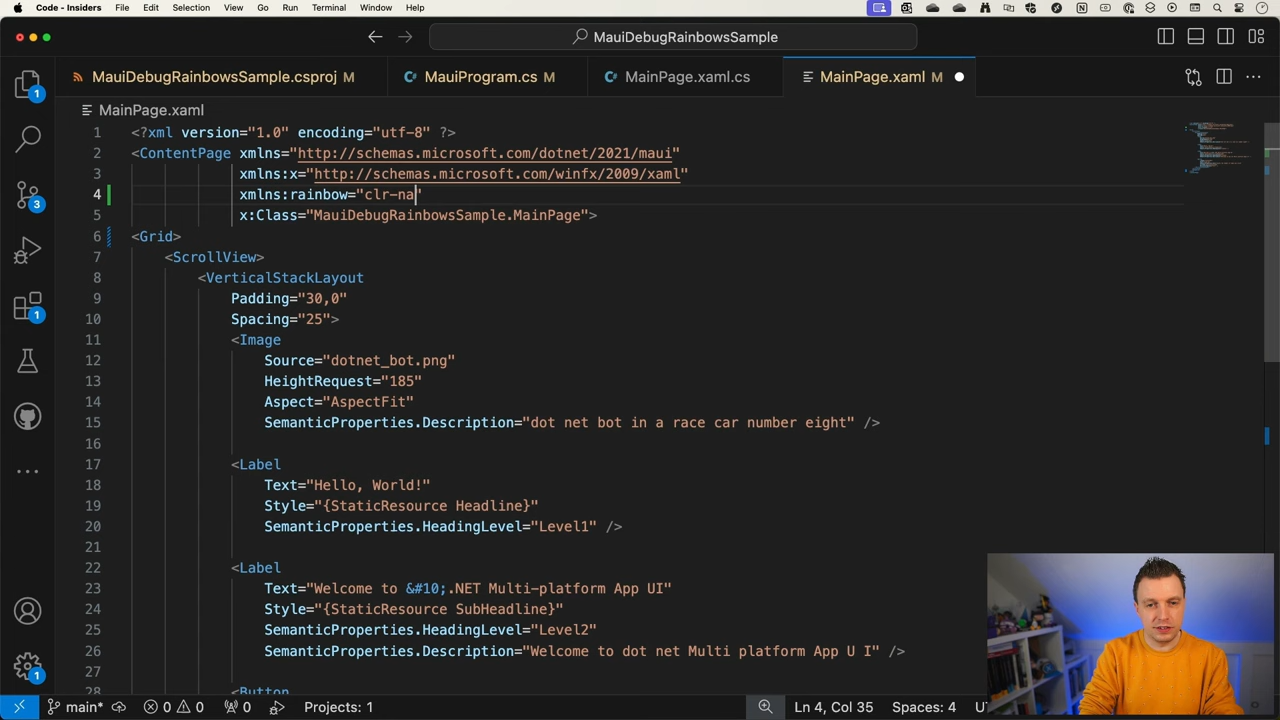 Code - Insiders File Edit Selection View Go Run Terminal Window Help
MauiDebugRainbowsSample
MauiDebugRainbowsSample.csproj M MauiProgram.cs M MainPage.xaml.cs MainPage.xaml M
MainPage.xaml
1 <?xml version="1.0" encoding="utf-8" ?>
2 <ContentPage xmlns="http://schemas.microsoft.com/dotnet/2021/maui"
3 xmlns:x="http://schemas.microsoft.com/winfx/2009/xaml"
4 xmlns:rainbow="clr-na"
5 x:Class="MauiDebugRainbowsSample.MainPage">
6 <Grid>
7 <ScrollView>
8 <VerticalStackLayout
9 Padding="30,0"
10 Spacing="25">
11 <Image
12 Source="dotnet_bot.png"
13 HeightRequest="185"
14 Aspect="AspectFit"
15 SemanticProperties.Description="dot net bot in a race car number eight" />
16
17 <Label
18 Text="Hello, World!"
19 Style="{StaticResource Headline}"
20 SemanticProperties.HeadingLevel="Level1" />
21
22 <Label
23 Text="Welcome to &#10;.NET Multi-platform App UI"
24 Style="{StaticResource SubHeadline}"
25 SemanticProperties.HeadingLevel="Level2"
26 SemanticProperties.Description="Welcome to dot net Multi platform App U I" />
27
28 <Button
1
3
1
1
main* 0 0 0 Projects: 1 Ln 4, Col 35 Spaces: 4